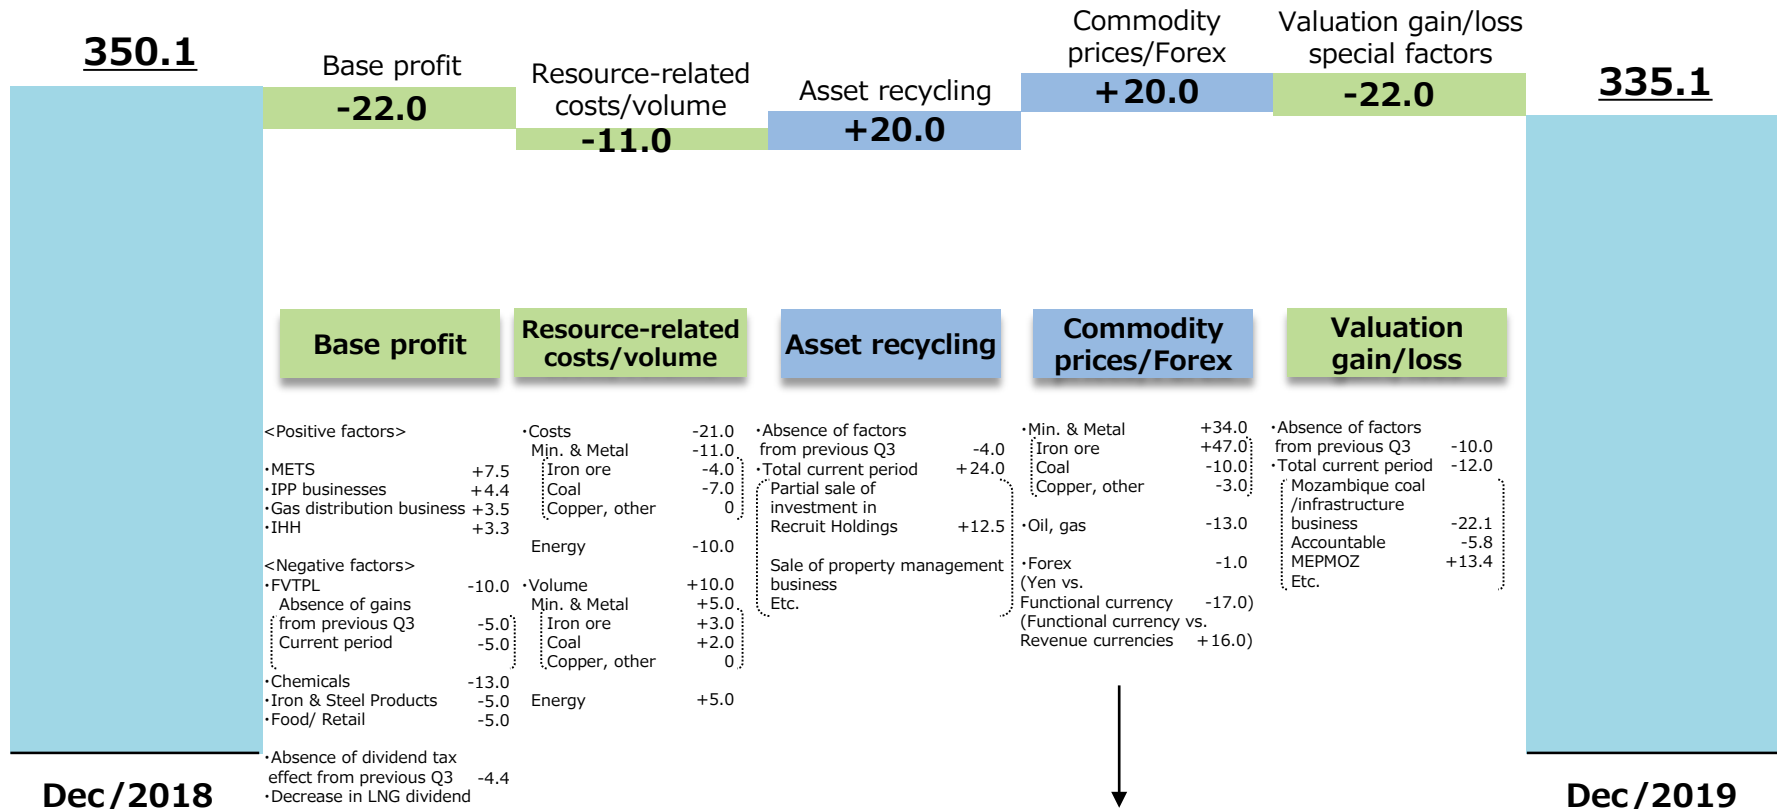 350.1
Base profit
-22.0
Resource-related
costs/volume
-11.0
Asset recycling
+20.0
Commodity
prices/Forex
+20.0
Valuation gain/loss
special factors
-22.0
335.1
Base profit
Resource-related
costs/volume
Asset recycling
Commodity
prices/Forex
Valuation
gain/loss
<Positive factors>
・METS +7.5
・IPP businesses +4.4
・Gas distribution business +3.5
・IHH +3.3
<Negative factors>
・FVTPL -10.0
Absence of gains
from previous Q3 -5.0
Current period -5.0
・Chemicals -13.0
・Iron & Steel Products -5.0
・Food/ Retail -5.0
・Absence of dividend tax
effect from previous Q3 -4.4
・Decrease in LNG dividend
・Costs -21.0
Min. & Metal -11.0
Iron ore -4.0
Coal -7.0
Copper, other 0
Energy -10.0
・Volume +10.0
Min. & Metal +5.0
Iron ore +3.0
Coal +2.0
Copper, other 0
Energy +5.0
・Absence of factors
from previous Q3 -4.0
・Total current period +24.0
Partial sale of
investment in
Recruit Holdings +12.5
Sale of property management
business
Etc.
・Min. & Metal +34.0
Iron ore +47.0
Coal -10.0
Copper, other -3.0
・Oil, gas -13.0
・Forex -1.0
(Yen vs.
Functional currency -17.0)
(Functional currency vs.
Revenue currencies +16.0)
・Absence of factors
from previous Q3 -10.0
・Total current period -12.0
Mozambique coal
/infrastructure
business -22.1
Accountable -5.8
MEPMOZ +13.4
Etc.
Dec/2018
Dec/2019